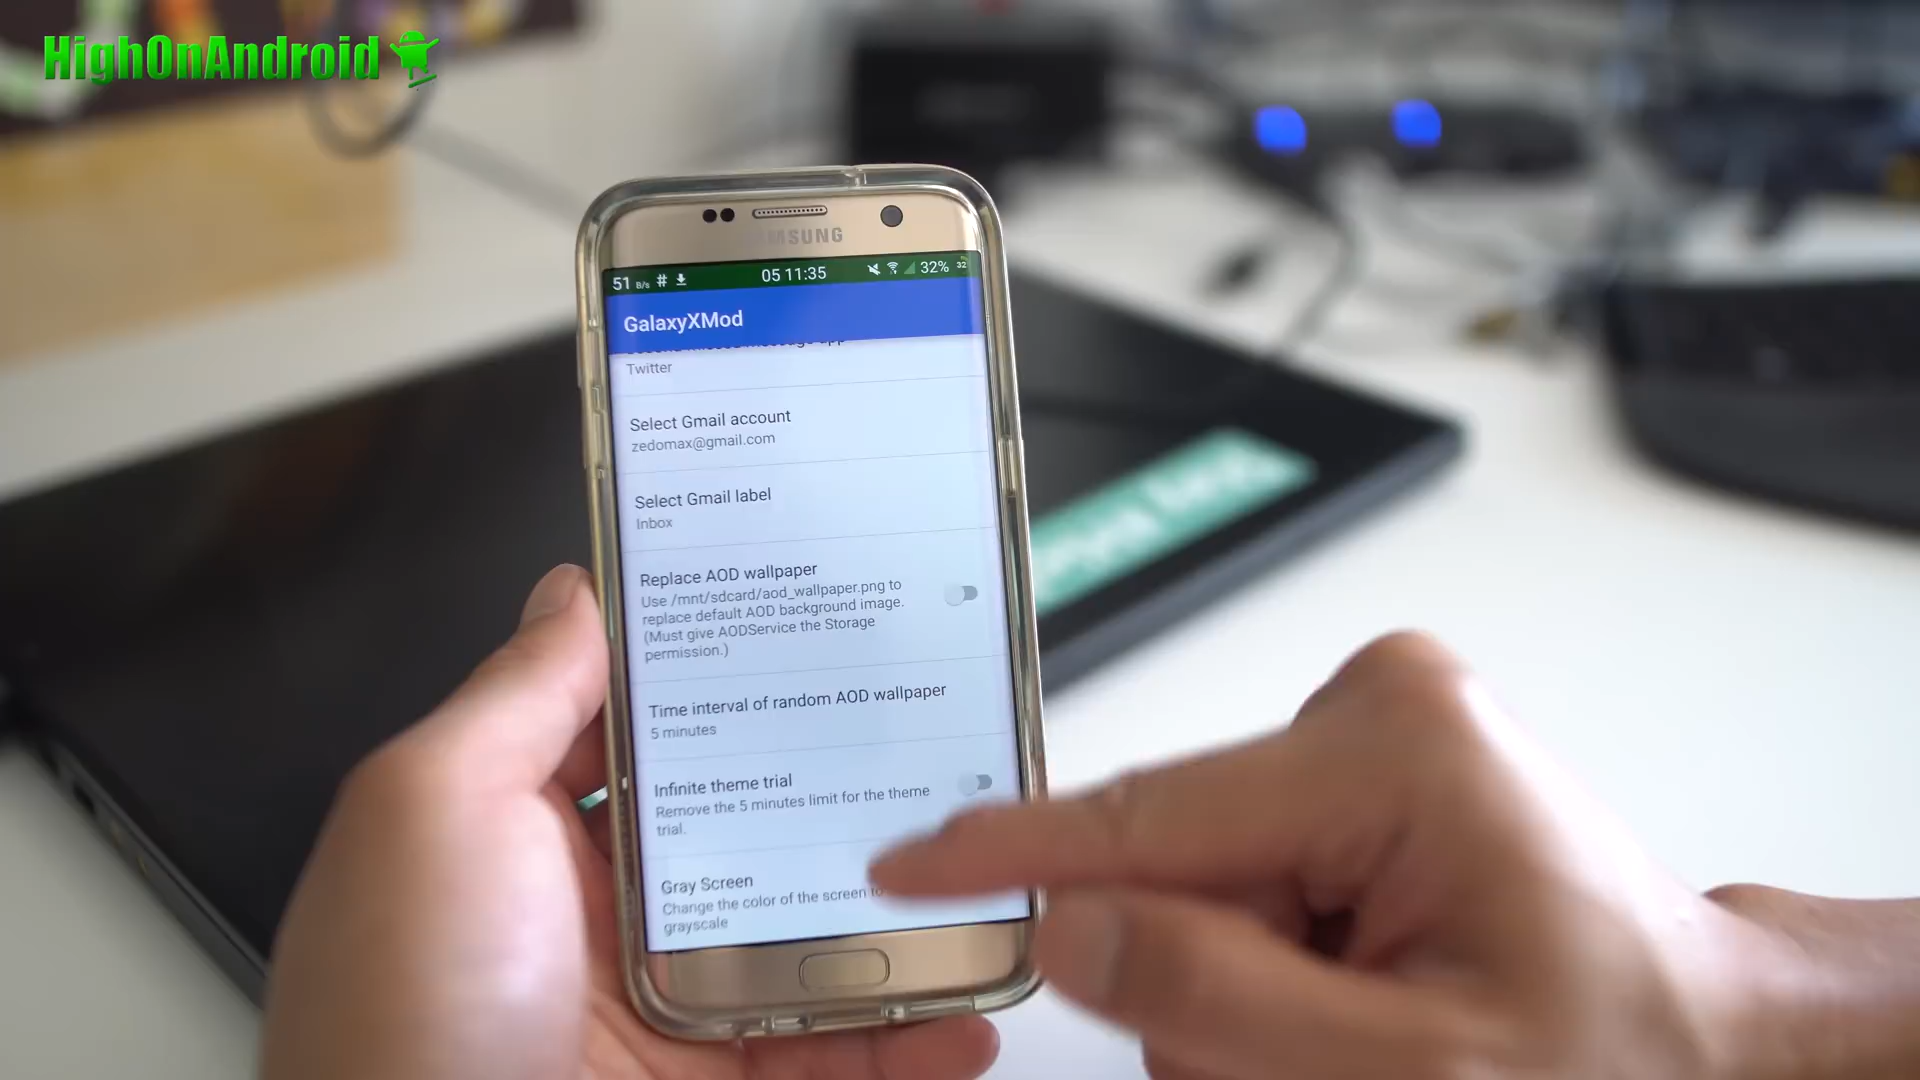 HighOnAndroid
SAMSUNG
51 B/s # 05 11:35 32% 32
GalaxyXMod
Twitter
Select Gmail account
zedomax@gmail.com
Select Gmail label
Inbox
Replace AOD wallpaper
Use /mnt/sdcard/aod_wallpaper.png to
replace default AOD background image.
(Must give AODService the Storage
permission.)
Time interval of random AOD wallpaper
5 minutes
Infinite theme trial
Remove the 5 minutes limit for the theme
trial.
Gray Screen
Change the color of the screen to
grayscale